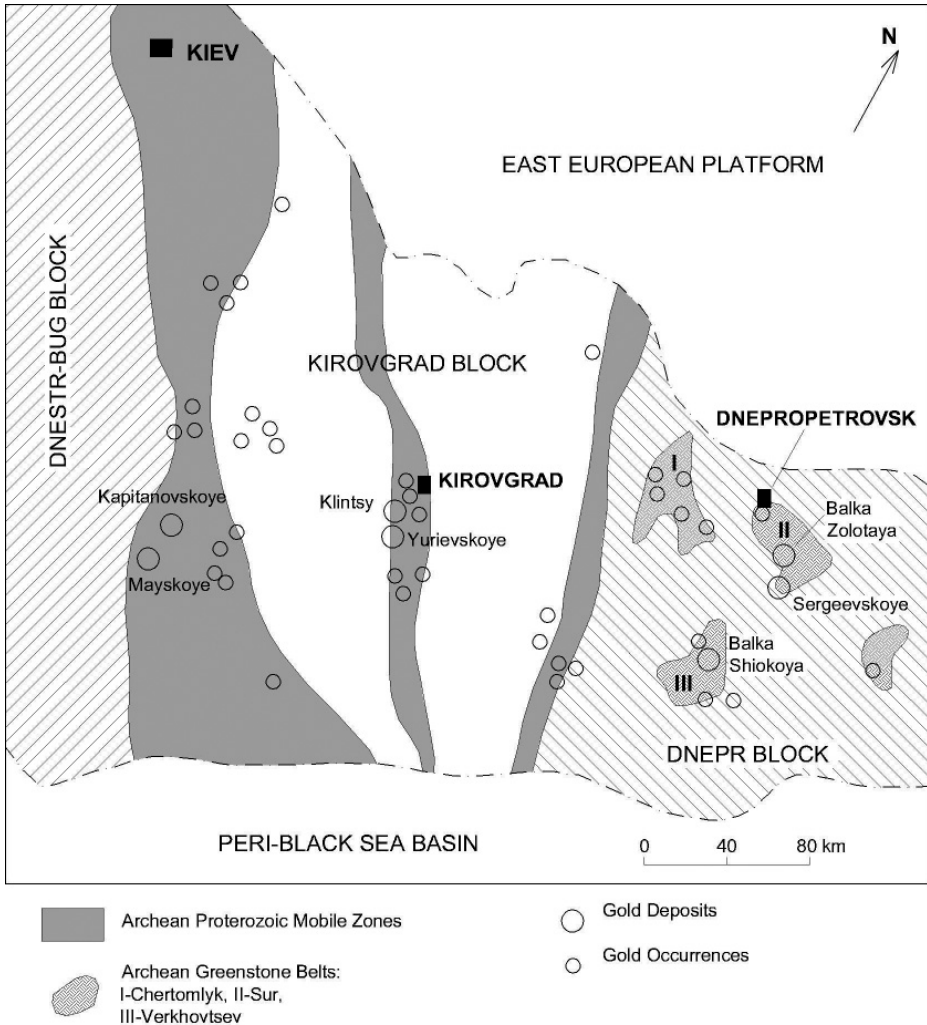 KIEV
N
EAST EUROPEAN PLATFORM
DNESTR-BUG BLOCK
KIROVGRAD BLOCK
DNEPROPETROVSK
I
KIROVGRAD
Kapitanovskoye
Klintsy
II
Balka
Zolotaya
Yurievskoye
Mayskoye
Sergeevskoye
Balka
Shiokoya
III
DNEPR BLOCK
PERI-BLACK SEA BASIN
0 40 80 km
Archean Proterozoic Mobile Zones
Gold Deposits
Gold Occurrences
Archean Greenstone Belts:
I-Chertomlyk, II-Sur,
III-Verkhovtsev